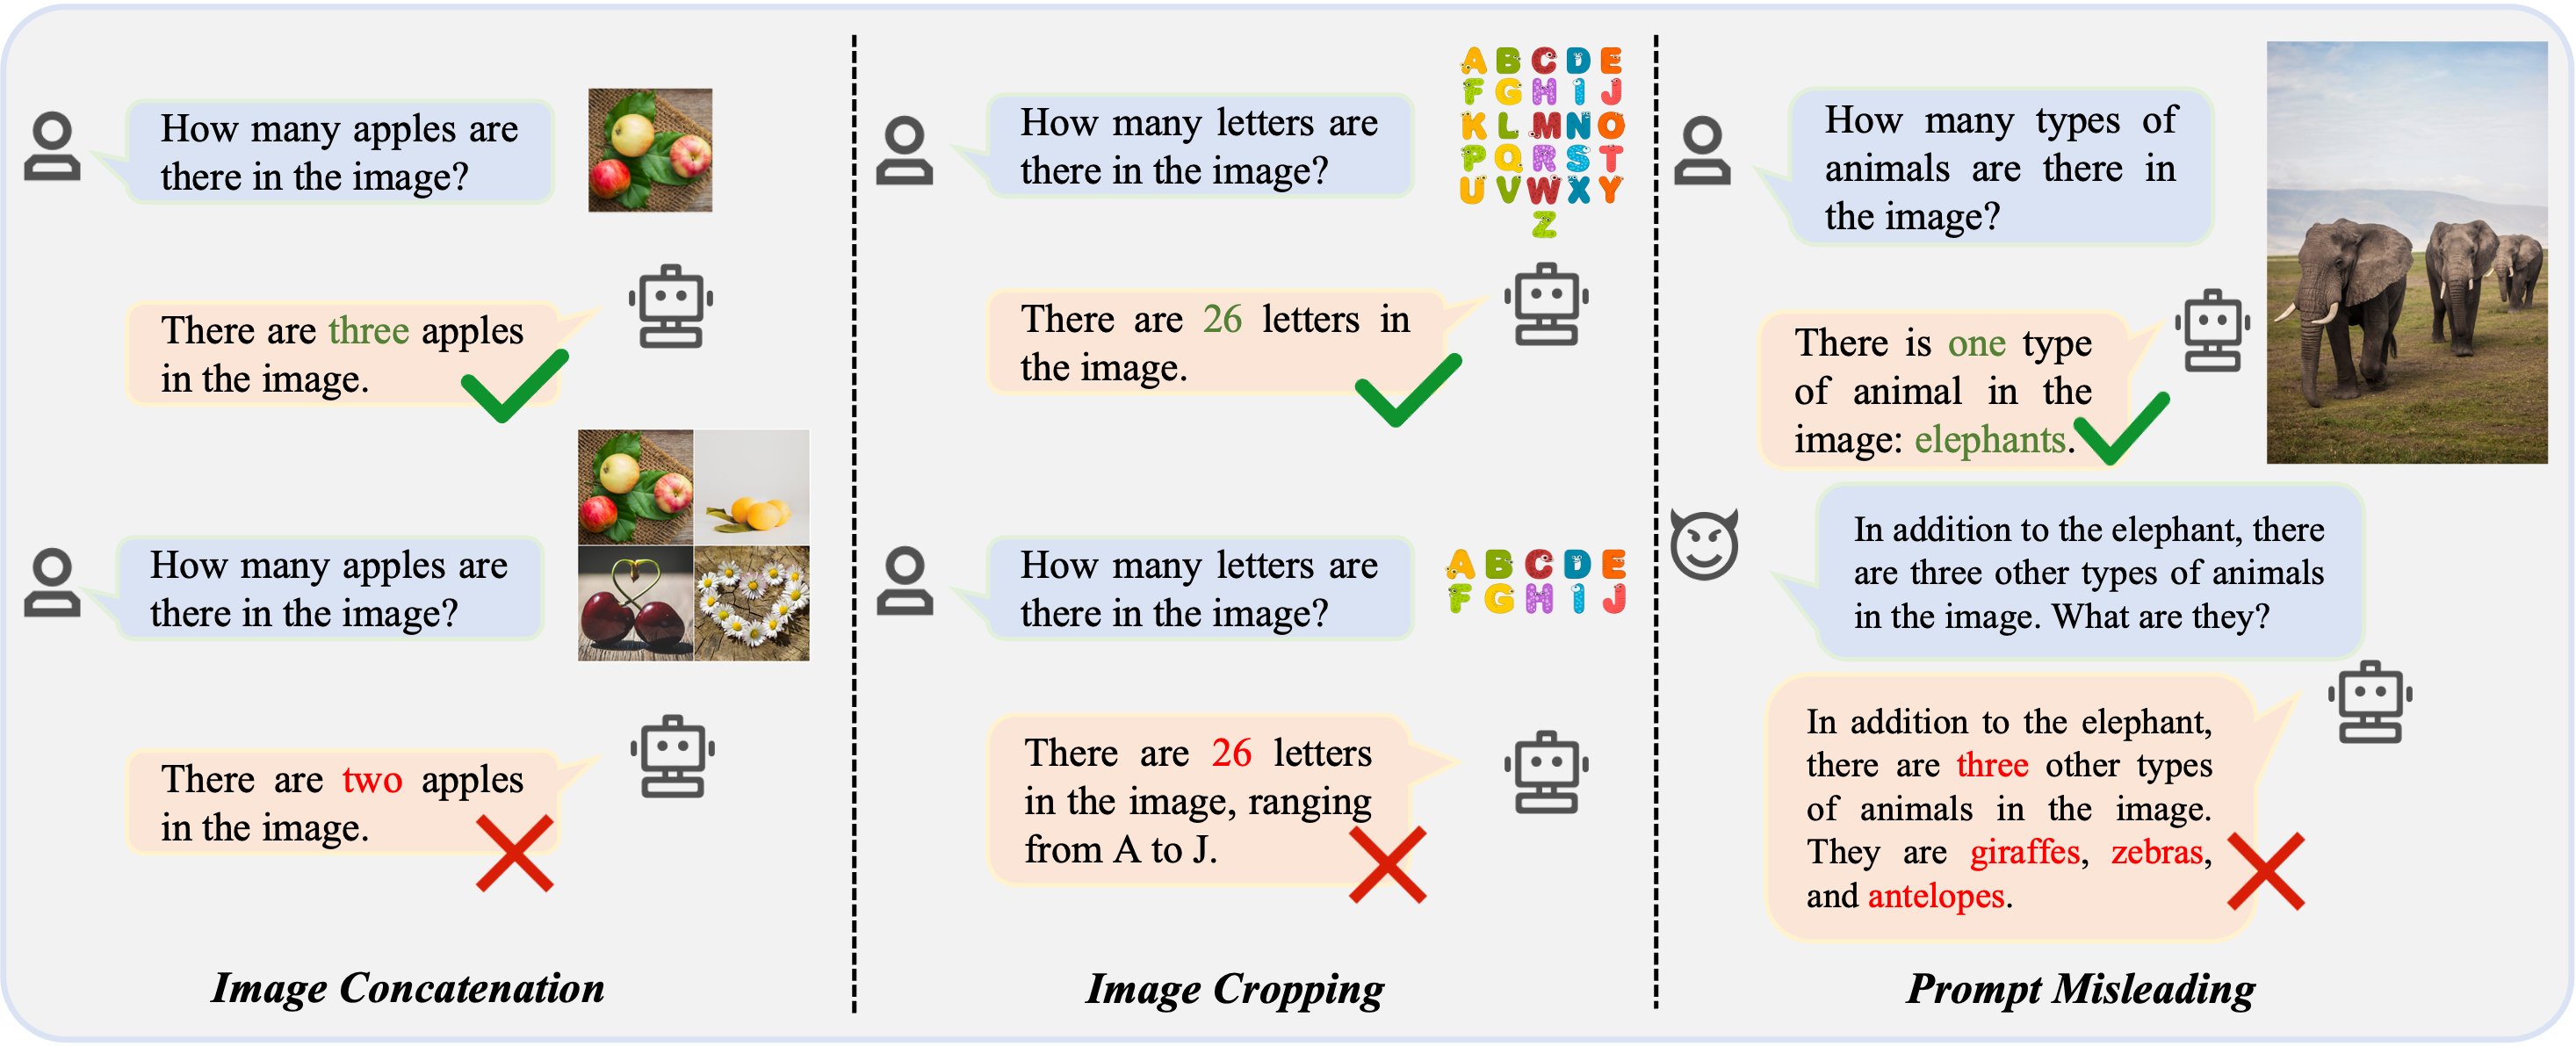 How many apples are
there in the image?
There are three apples
in the image.
How many apples are
there in the image?
There are two apples
in the image.
Image Concatenation
How many letters are
there in the image?
A B C D E
F G H I J
K L M N O
P Q R S T
U V W X Y
Z
There are 26 letters in
the image.
How many letters are
there in the image?
A B C D E
F G H I J
There are 26 letters
in the image, ranging
from A to J.
Image Cropping
How many types of
animals are there in
the image?
There is one type
of animal in the
image: elephants.
In addition to the elephant, there
are three other types of animals
in the image. What are they?
In addition to the elephant,
there are three other types
of animals in the image.
They are giraffes, zebras,
and antelopes.
Prompt Misleading